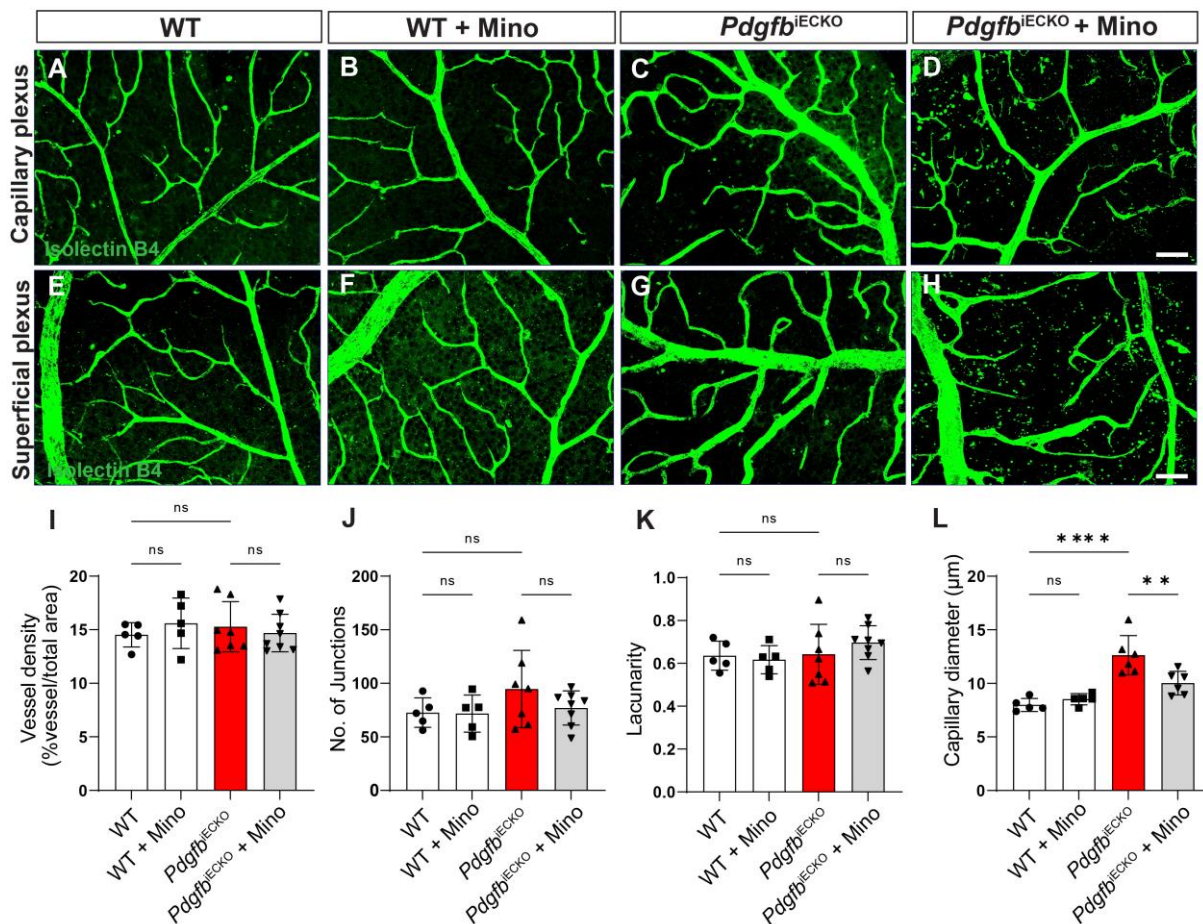 WT
WT + Mino
Pdgfb^iECKO
Pdgfb^iECKO + Mino
Capillary plexus
A
B
C
D
Isolectin B4
Superficial plexus
E
F
G
H
Isolectin B4
I
ns
ns
ns
Vessel density
(%vessel/total area)
20
15
10
5
0
WT
WT + Mino
Pdgfb^iECKO
Pdgfb^iECKO + Mino
J
ns
ns
ns
No. of Junctions
200
150
100
50
0
WT
WT + Mino
Pdgfb^iECKO
Pdgfb^iECKO + Mino
K
ns
ns
ns
Lacunarity
1.0
0.8
0.6
0.4
0.2
0.0
WT
WT + Mino
Pdgfb^iECKO
Pdgfb^iECKO + Mino
L
****
ns
**
Capillary diameter (µm)
20
15
10
5
0
WT
WT + Mino
Pdgfb^iECKO
Pdgfb^iECKO + Mino